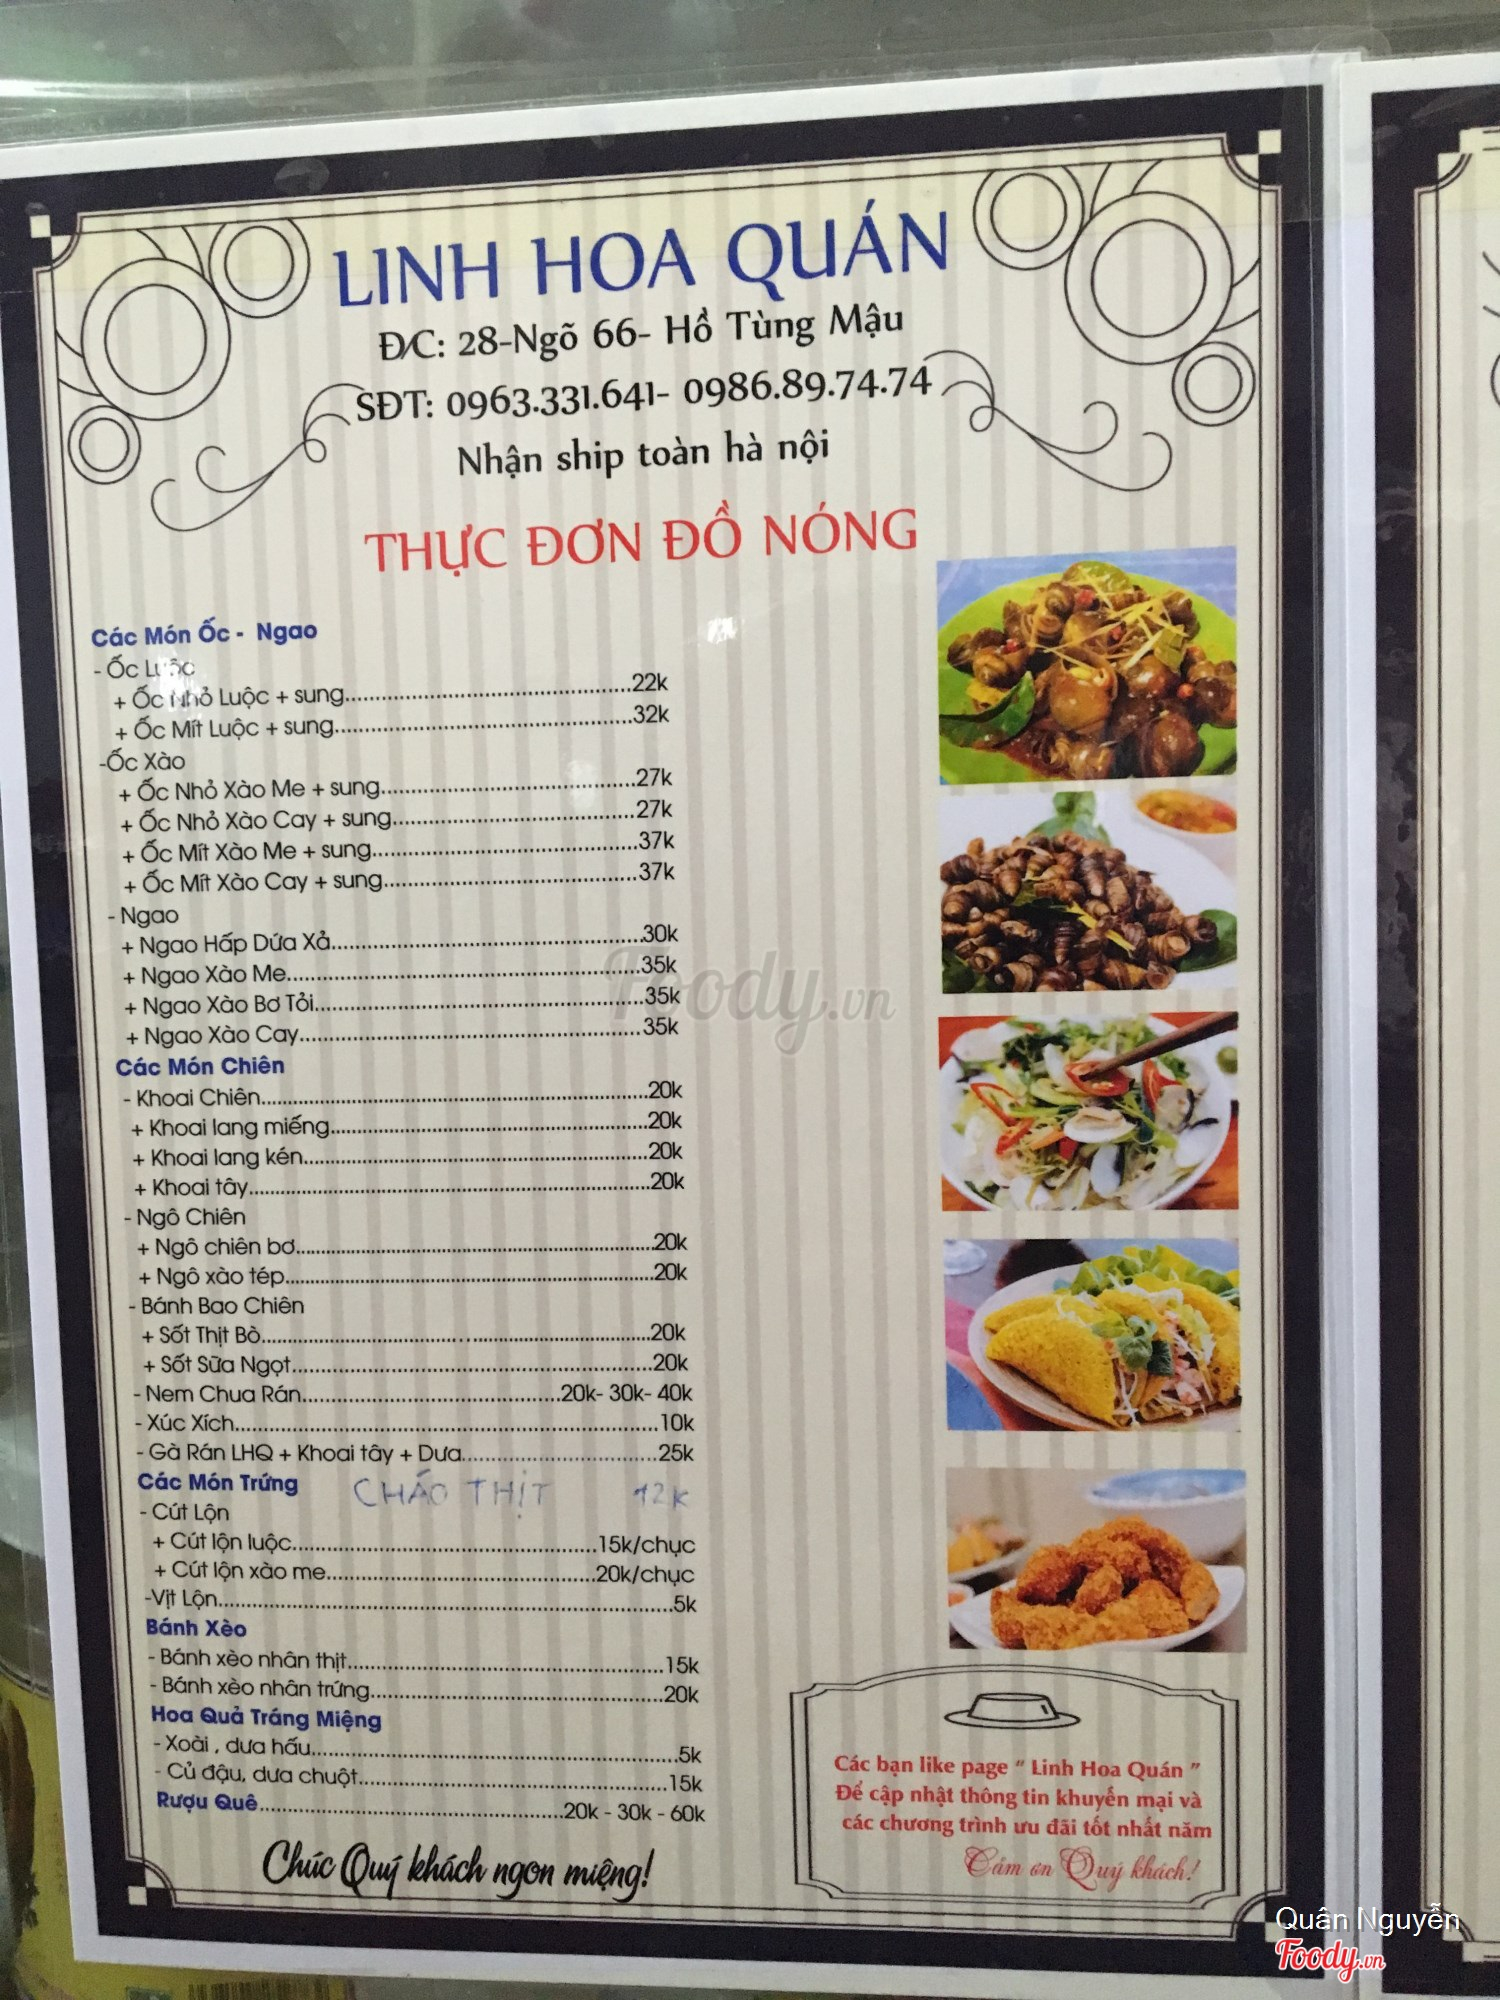 LINH HOA QUÁN
Đ/C: 28-Ngõ 66- Hồ Tùng Mậu
SĐT: 0963.331.641- 0986.89.74.74
Nhận ship toàn hà nội
THỰC ĐƠN ĐỒ NÓNG
Các Món Ốc - Ngao
- Ốc Luộc
+ Ốc Nhỏ Luộc + sung...22k
+ Ốc Mít Luộc + sung...32k
-Ốc Xào
+ Ốc Nhỏ Xào Me + sung...27k
+ Ốc Nhỏ Xào Cay + sung...27k
+ Ốc Mít Xào Me + sung...37k
+ Ốc Mít Xào Cay + sung...37k
- Ngao
+ Ngao Hấp Dứa Xả...30k
+ Ngao Xào Me...35k
+ Ngao Xào Bơ Tỏi...35k
+ Ngao Xào Cay...35k
Các Món Chiên
- Khoai Chiên...20k
+ Khoai lang miếng...20k
+ Khoai lang kén...20k
+ Khoai tây...20k
- Ngô Chiên
+ Ngô chiên bơ...20k
+ Ngô xào tép...20k
- Bánh Bao Chiên
+ Sốt Thịt Bò...20k
+ Sốt Sữa Ngọt...20k
- Nem Chua Rán...20k- 30k- 40k
- Xúc Xích...10k
- Gà Rán LHQ + Khoai tây + Dưa...25k
Các Món Trứng
CHÁO THỊT 12K
- Cút Lộn
+ Cút lộn luộc...15k/chục
+ Cút lộn xào me...20k/chục
-Vịt Lộn...5k
Bánh Xèo
- Bánh xèo nhân thịt...15k
- Bánh xèo nhân trứng...20k
Hoa Quả Tráng Miệng
- Xoài , dưa hấu...5k
- Củ đậu, dưa chuột...15k
Rượu Quê...20k - 30k - 60k
Chúc Quý khách ngon miệng!
Các bạn like page " Linh Hoa Quán "
Để cập nhật thông tin khuyến mại và
các chương trình ưu đãi tốt nhất năm
Cảm ơn Quý khách!
Foody.vn
Quân Nguyễn
Foody.vn